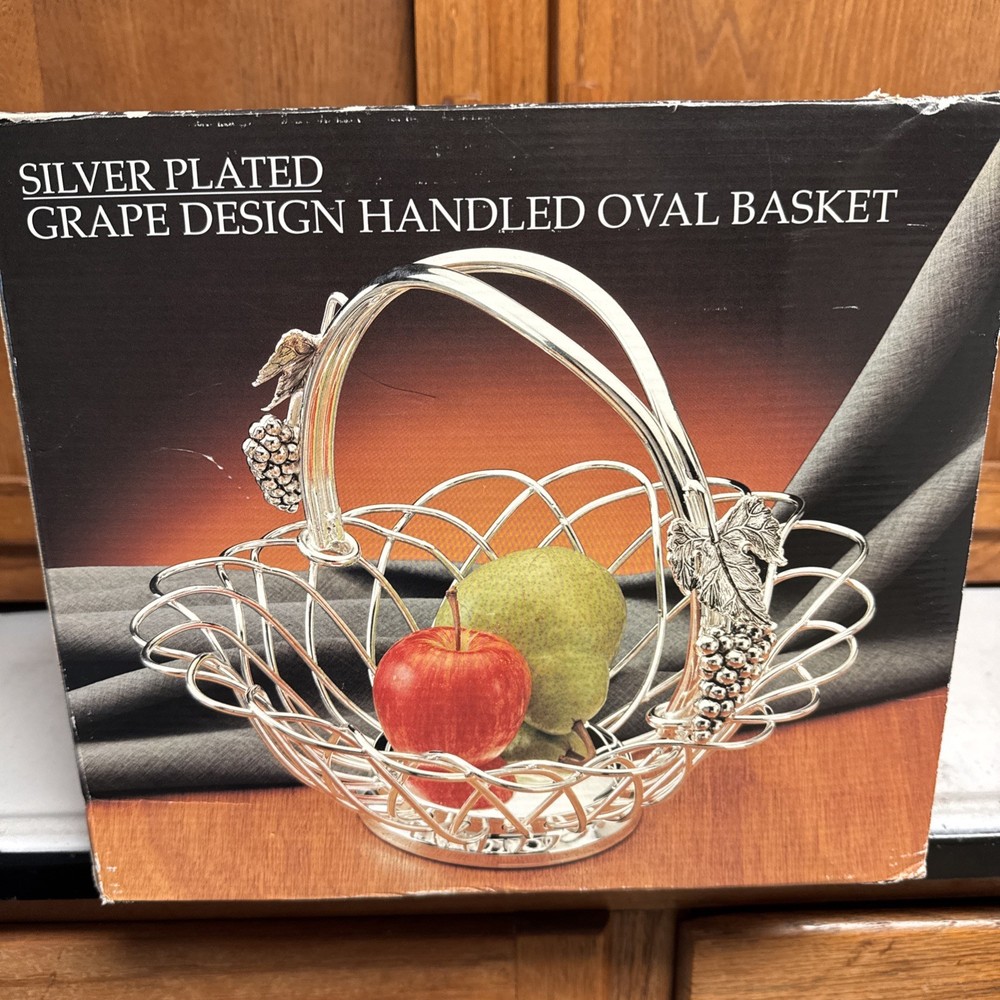 SILVER PLATED
GRAPE DESIGN HANDLED OVAL BASKET